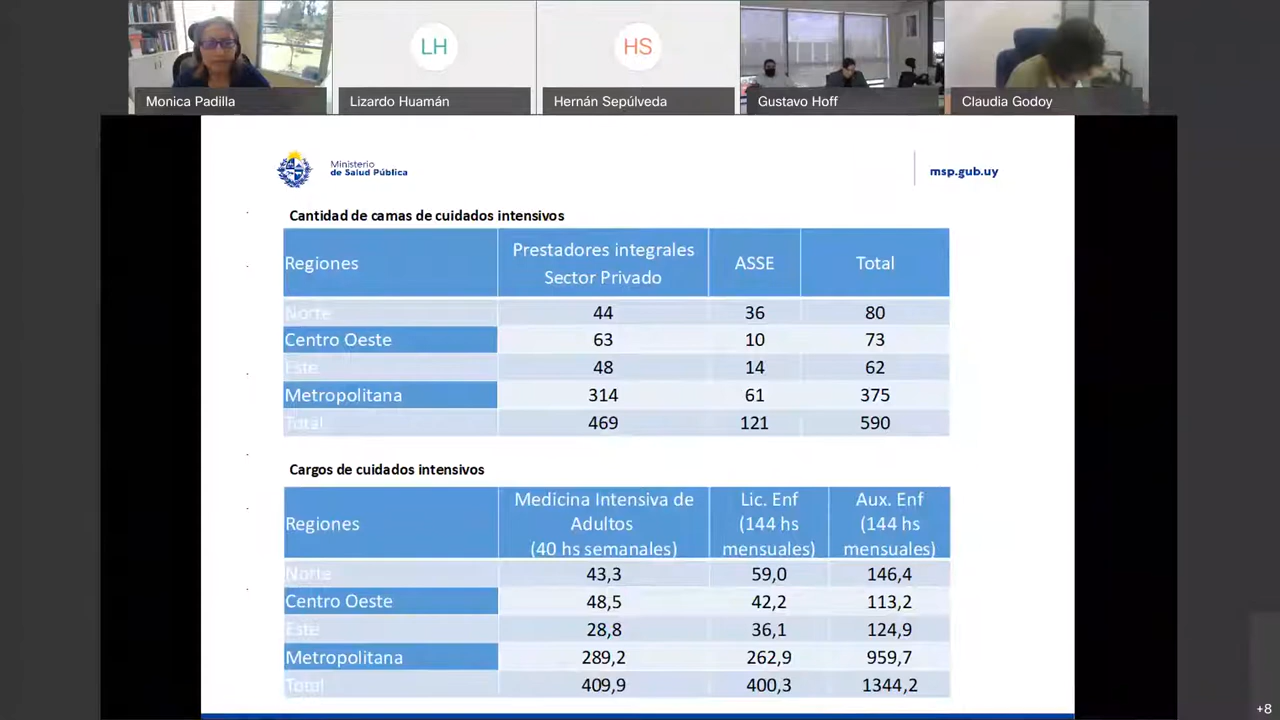 LH
HS
Monica Padilla
Lizardo Huamán
Hernán Sepúlveda
Gustavo Hoff
Claudia Godoy
Ministerio
de Salud Pública
msp.gub.uy
Cantidad de camas de cuidados intensivos
Regiones Prestadores integrales Sector Privado ASSE Total
Norte 44 36 80
Centro Oeste 63 10 73
Este 48 14 62
Metropolitana 314 61 375
Total 469 121 590
Cargos de cuidados intensivos
Regiones Medicina Intensiva de Adultos (40 hs semanales) Lic. Enf (144 hs mensuales) Aux. Enf (144 hs mensuales)
Norte 43,3 59,0 146,4
Centro Oeste 48,5 42,2 113,2
Este 28,8 36,1 124,9
Metropolitana 289,2 262,9 959,7
Total 409,9 400,3 1344,2
+8